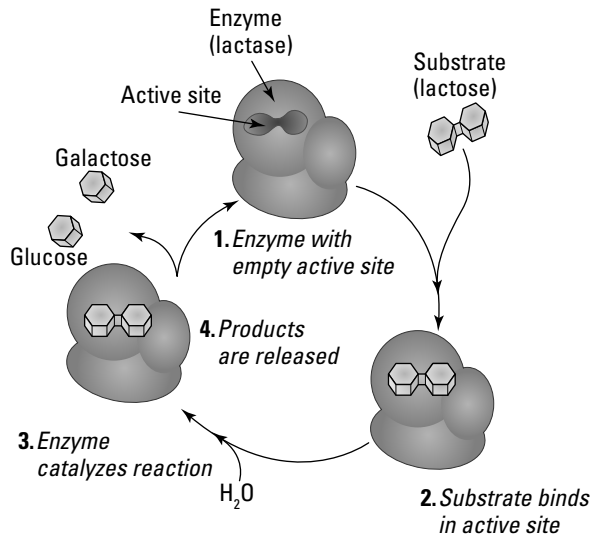 Enzyme
(lactase)
Substrate
(lactose)
Active site
Galactose
Glucose
1. Enzyme with
empty active site
4. Products
are released
3. Enzyme
catalyzes reaction
H₂O
2. Substrate binds
in active site